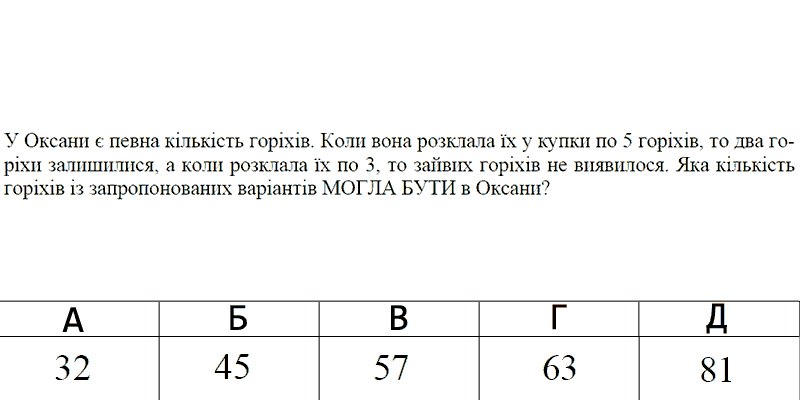 У Оксани є певна кількість горіхів. Коли вона розклала їх у купки по 5 горіхів, то два го-
ріхи залишилися, а коли розклала їх по 3, то зайвих горіхів не виявилося. Яка кількість
горіхів із запропонованих варіантів МОГЛА БУТИ в Оксани?
А Б В Г Д
32 45 57 63 81